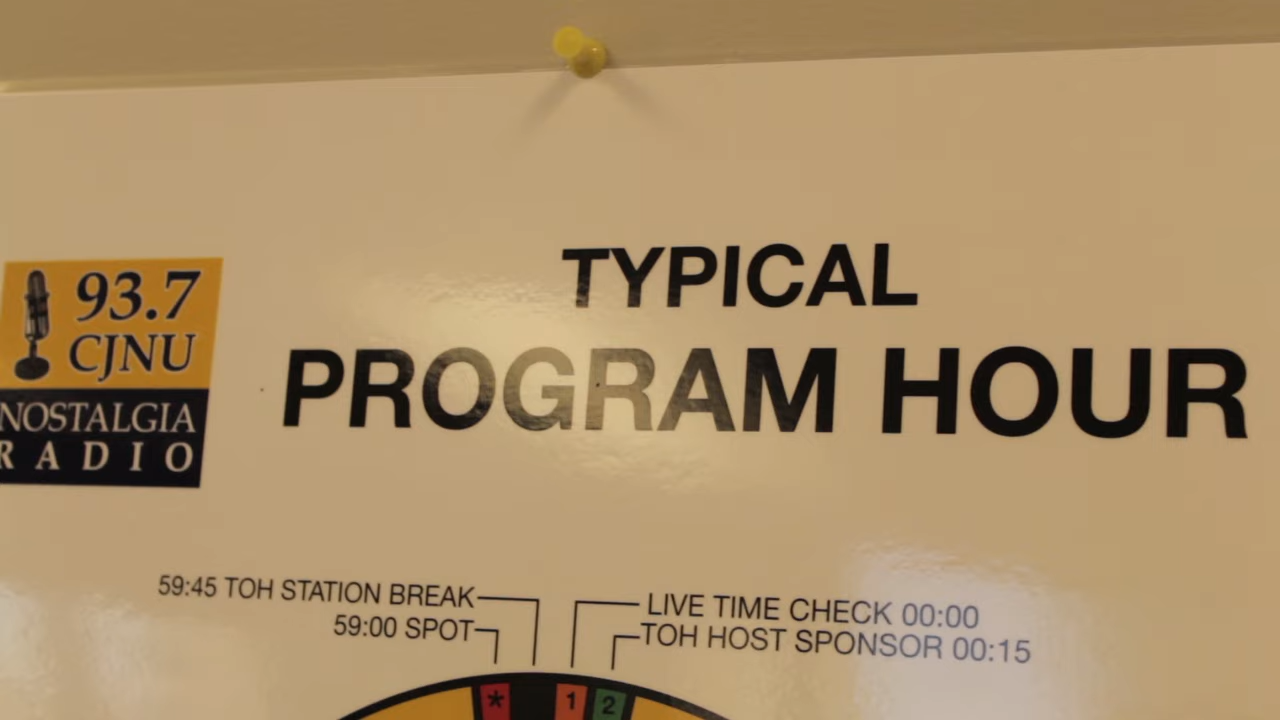 TYPICAL
PROGRAM HOUR
93.7
CJNU
NOSTALGIA
RADIO
59:45 TOH STATION BREAK
59:00 SPOT
LIVE TIME CHECK 00:00
TOH HOST SPONSOR 00:15
* 1 2